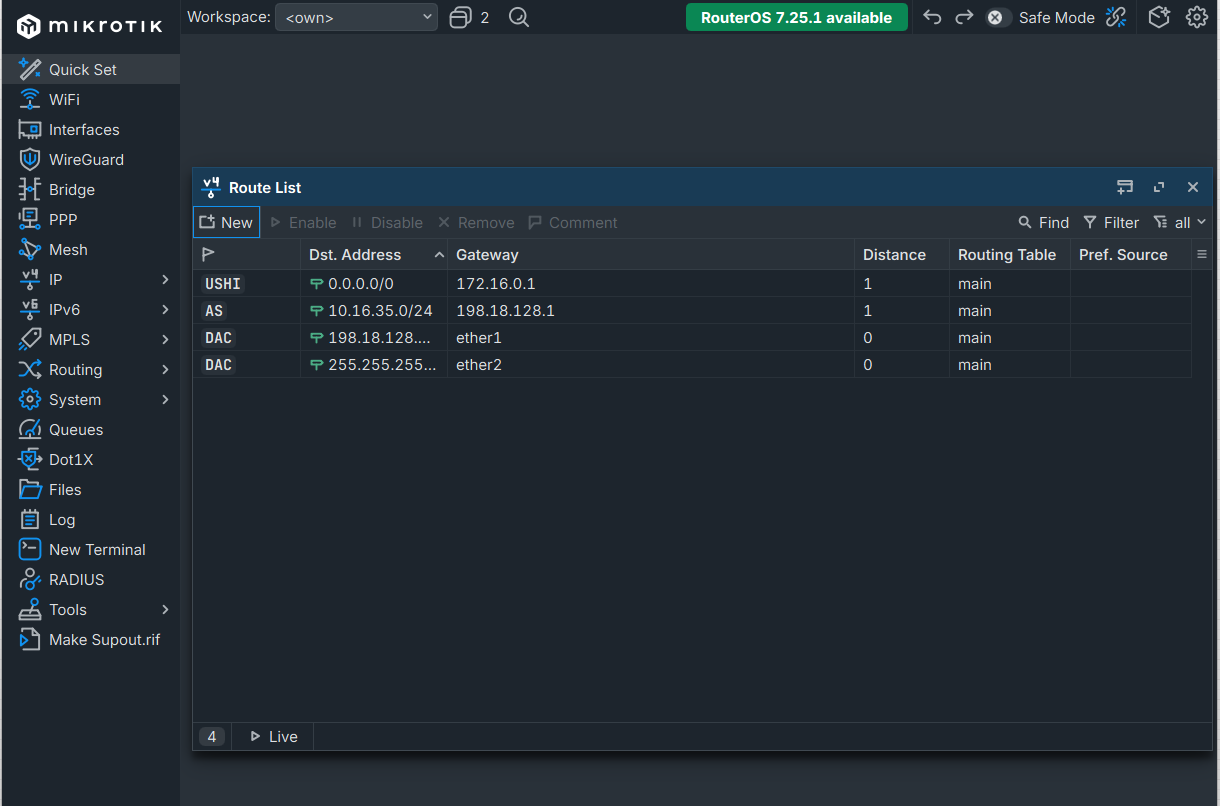 MIKROTIK
Workspace: <own> 2 RouterOS 7.25.1 available Safe Mode
Quick Set
WiFi
Interfaces
WireGuard
Bridge
PPP
Mesh
IP
IPv6
MPLS
Routing
System
Queues
Dot1X
Files
Log
New Terminal
RADIUS
Tools
Make Supout.rif
v4 Route List
New Enable Disable Remove Comment Find Filter all
Dst. Address Gateway Distance Routing Table Pref. Source
USHI 0.0.0.0/0 172.16.0.1 1 main
AS 10.16.35.0/24 198.18.128.1 1 main
DAC 198.18.128.... ether1 0 main
DAC 255.255.255... ether2 0 main
4 Live